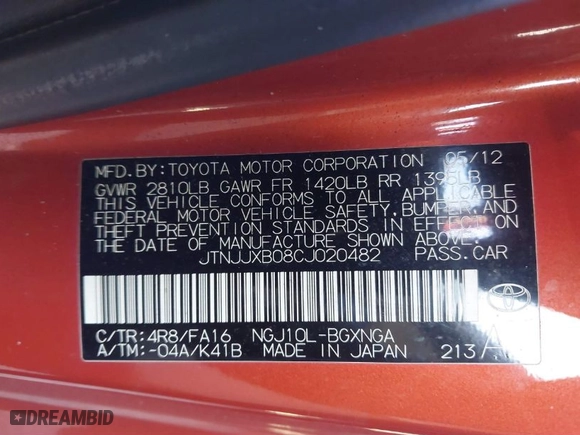 MFD. BY: TOYOTA MOTOR CORPORATION 05/12
GVWR 2810LB GAWR FR 1420LB RR 1395LB
THIS VEHICLE CONFORMS TO ALL APPLICABLE
FEDERAL MOTOR VEHICLE SAFETY, BUMPER, AND
THEFT PREVENTION STANDARDS IN EFFECT ON
THE DATE OF MANUFACTURE SHOWN ABOVE.
JTNJJXB08CJ020482 PASS. CAR
C/TR: 4R8/FA16 NGJ10L-BGXNGA
A/TM: -04A/K41B MADE IN JAPAN 213
DREAMBID